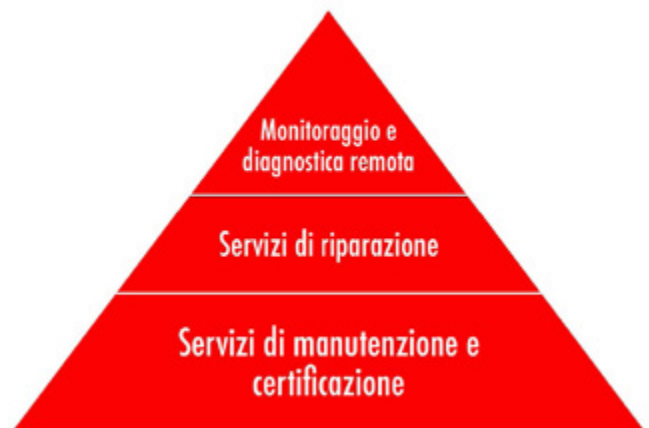 Monitoraggio e
diagnostica remota
Servizi di riparazione
Servizi di manutenzione e
certificazione